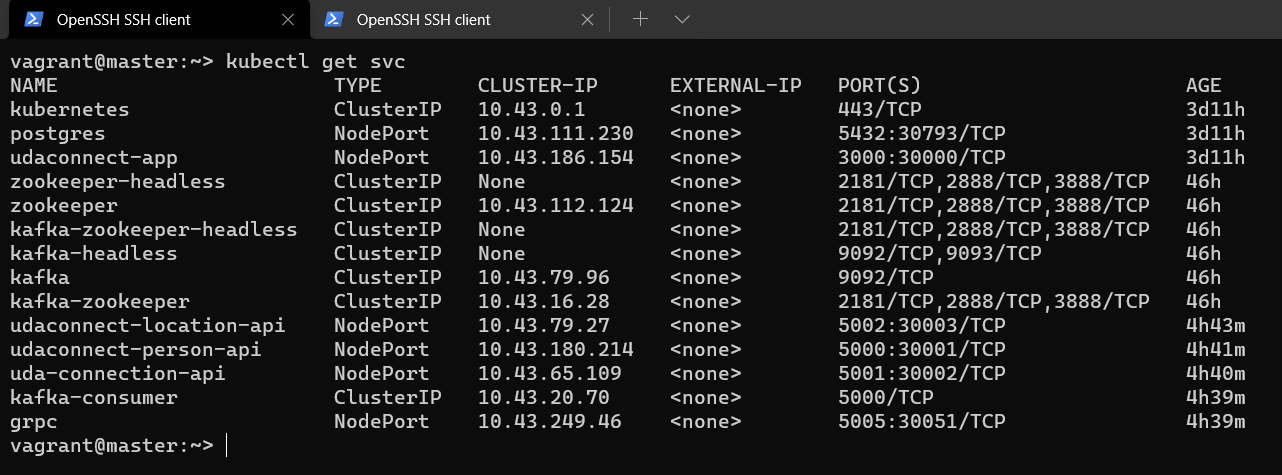 OpenSSH SSH client OpenSSH SSH client
vagrant@master:~> kubectl get svc
NAME TYPE CLUSTER-IP EXTERNAL-IP PORT(S) AGE
kubernetes ClusterIP 10.43.0.1 <none> 443/TCP 3d11h
postgres NodePort 10.43.111.230 <none> 5432:30793/TCP 3d11h
udaconnect-app NodePort 10.43.186.154 <none> 3000:30000/TCP 3d11h
zookeeper-headless ClusterIP None <none> 2181/TCP,2888/TCP,3888/TCP 46h
zookeeper ClusterIP 10.43.112.124 <none> 2181/TCP,2888/TCP,3888/TCP 46h
kafka-zookeeper-headless ClusterIP None <none> 2181/TCP,2888/TCP,3888/TCP 46h
kafka-headless ClusterIP None <none> 9092/TCP,9093/TCP 46h
kafka ClusterIP 10.43.79.96 <none> 9092/TCP 46h
kafka-zookeeper ClusterIP 10.43.16.28 <none> 2181/TCP,2888/TCP,3888/TCP 46h
udaconnect-location-api NodePort 10.43.79.27 <none> 5002:30003/TCP 4h43m
udaconnect-person-api NodePort 10.43.180.214 <none> 5000:30001/TCP 4h41m
uda-connection-api NodePort 10.43.65.109 <none> 5001:30002/TCP 4h40m
kafka-consumer ClusterIP 10.43.20.70 <none> 5000/TCP 4h39m
grpc NodePort 10.43.249.46 <none> 5005:30051/TCP 4h39m
vagrant@master:~>